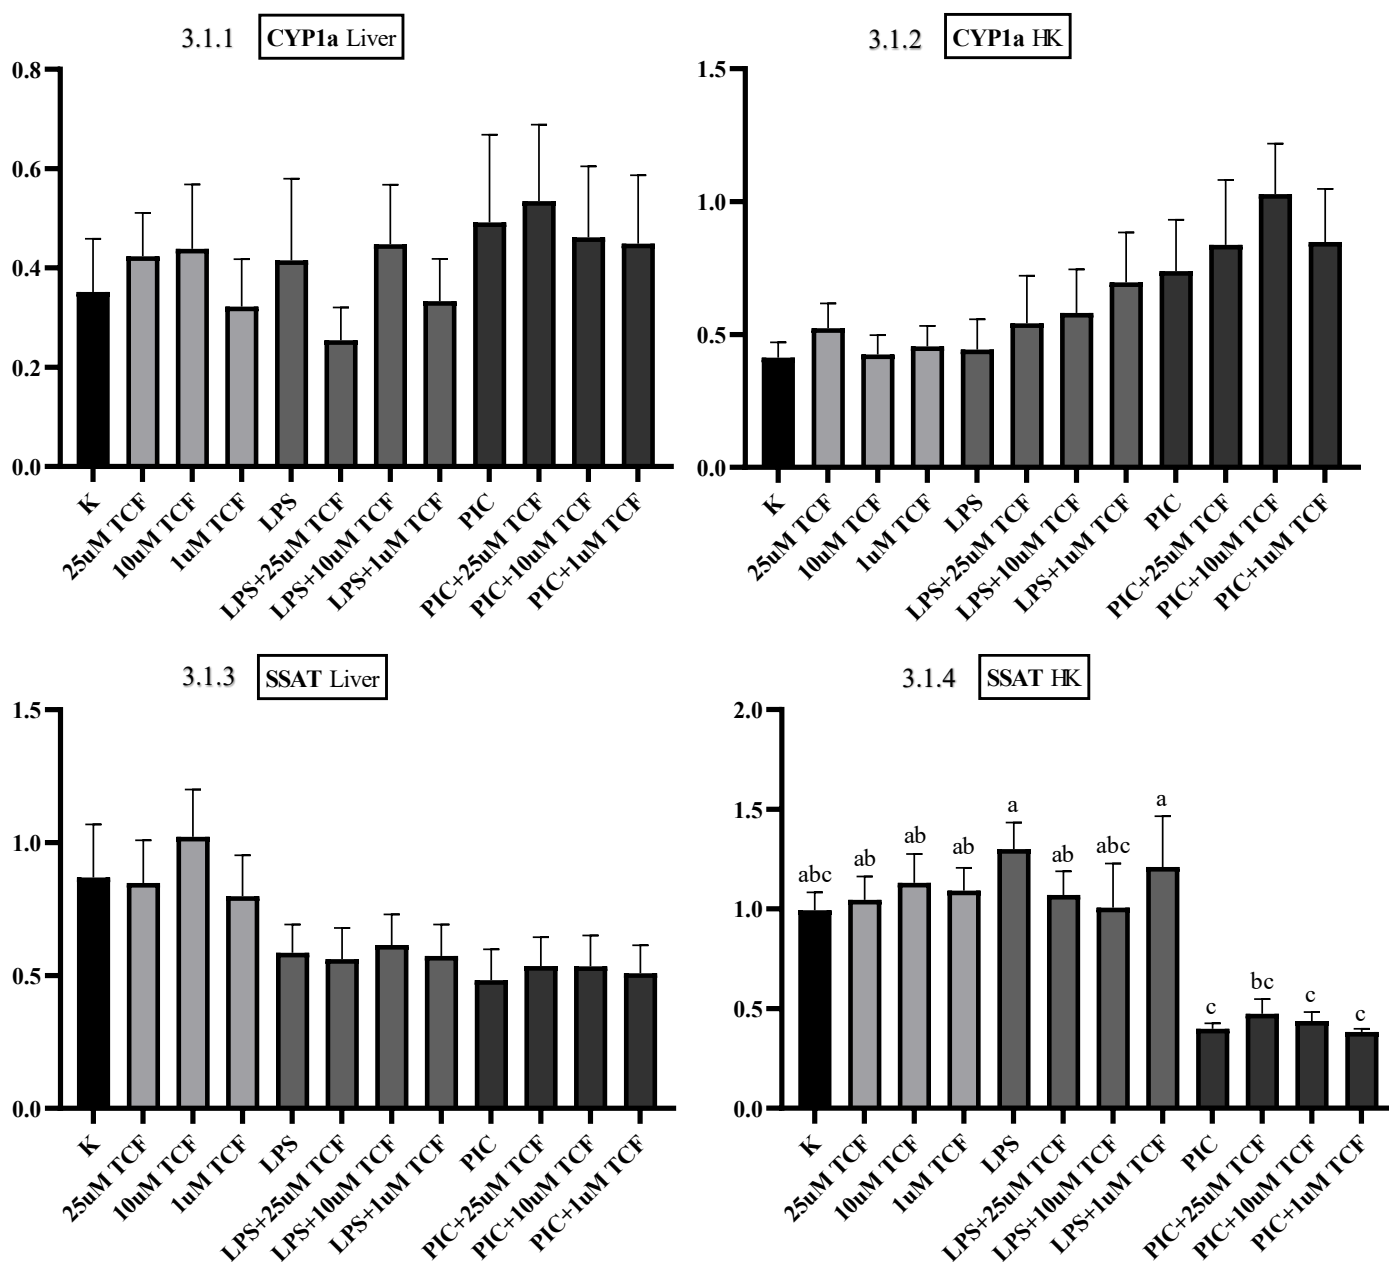 3.1.1 CYP1a Liver
0.8
0.6
0.4
0.2
0.0
K
25uM TCF
10uM TCF
1uM TCF
LPS
LPS+25uM TCF
LPS+10uM TCF
LPS+1uM TCF
PIC
PIC+25uM TCF
PIC+10uM TCF
PIC+1uM TCF
3.1.2 CYP1a HK
1.5
1.0
0.5
0.0
K
25uM TCF
10uM TCF
1uM TCF
LPS
LPS+25uM TCF
LPS+10uM TCF
LPS+1uM TCF
PIC
PIC+25uM TCF
PIC+10uM TCF
PIC+1uM TCF
3.1.3 SSAT Liver
1.5
1.0
0.5
0.0
K
25uM TCF
10uM TCF
1uM TCF
LPS
LPS+25uM TCF
LPS+10uM TCF
LPS+1uM TCF
PIC
PIC+25uM TCF
PIC+10uM TCF
PIC+1uM TCF
3.1.4 SSAT HK
2.0
1.5
1.0
0.5
0.0
abc ab ab ab a ab abc a c bc c c
K
25uM TCF
10uM TCF
1uM TCF
LPS
LPS+25uM TCF
LPS+10uM TCF
LPS+1uM TCF
PIC
PIC+25uM TCF
PIC+10uM TCF
PIC+1uM TCF